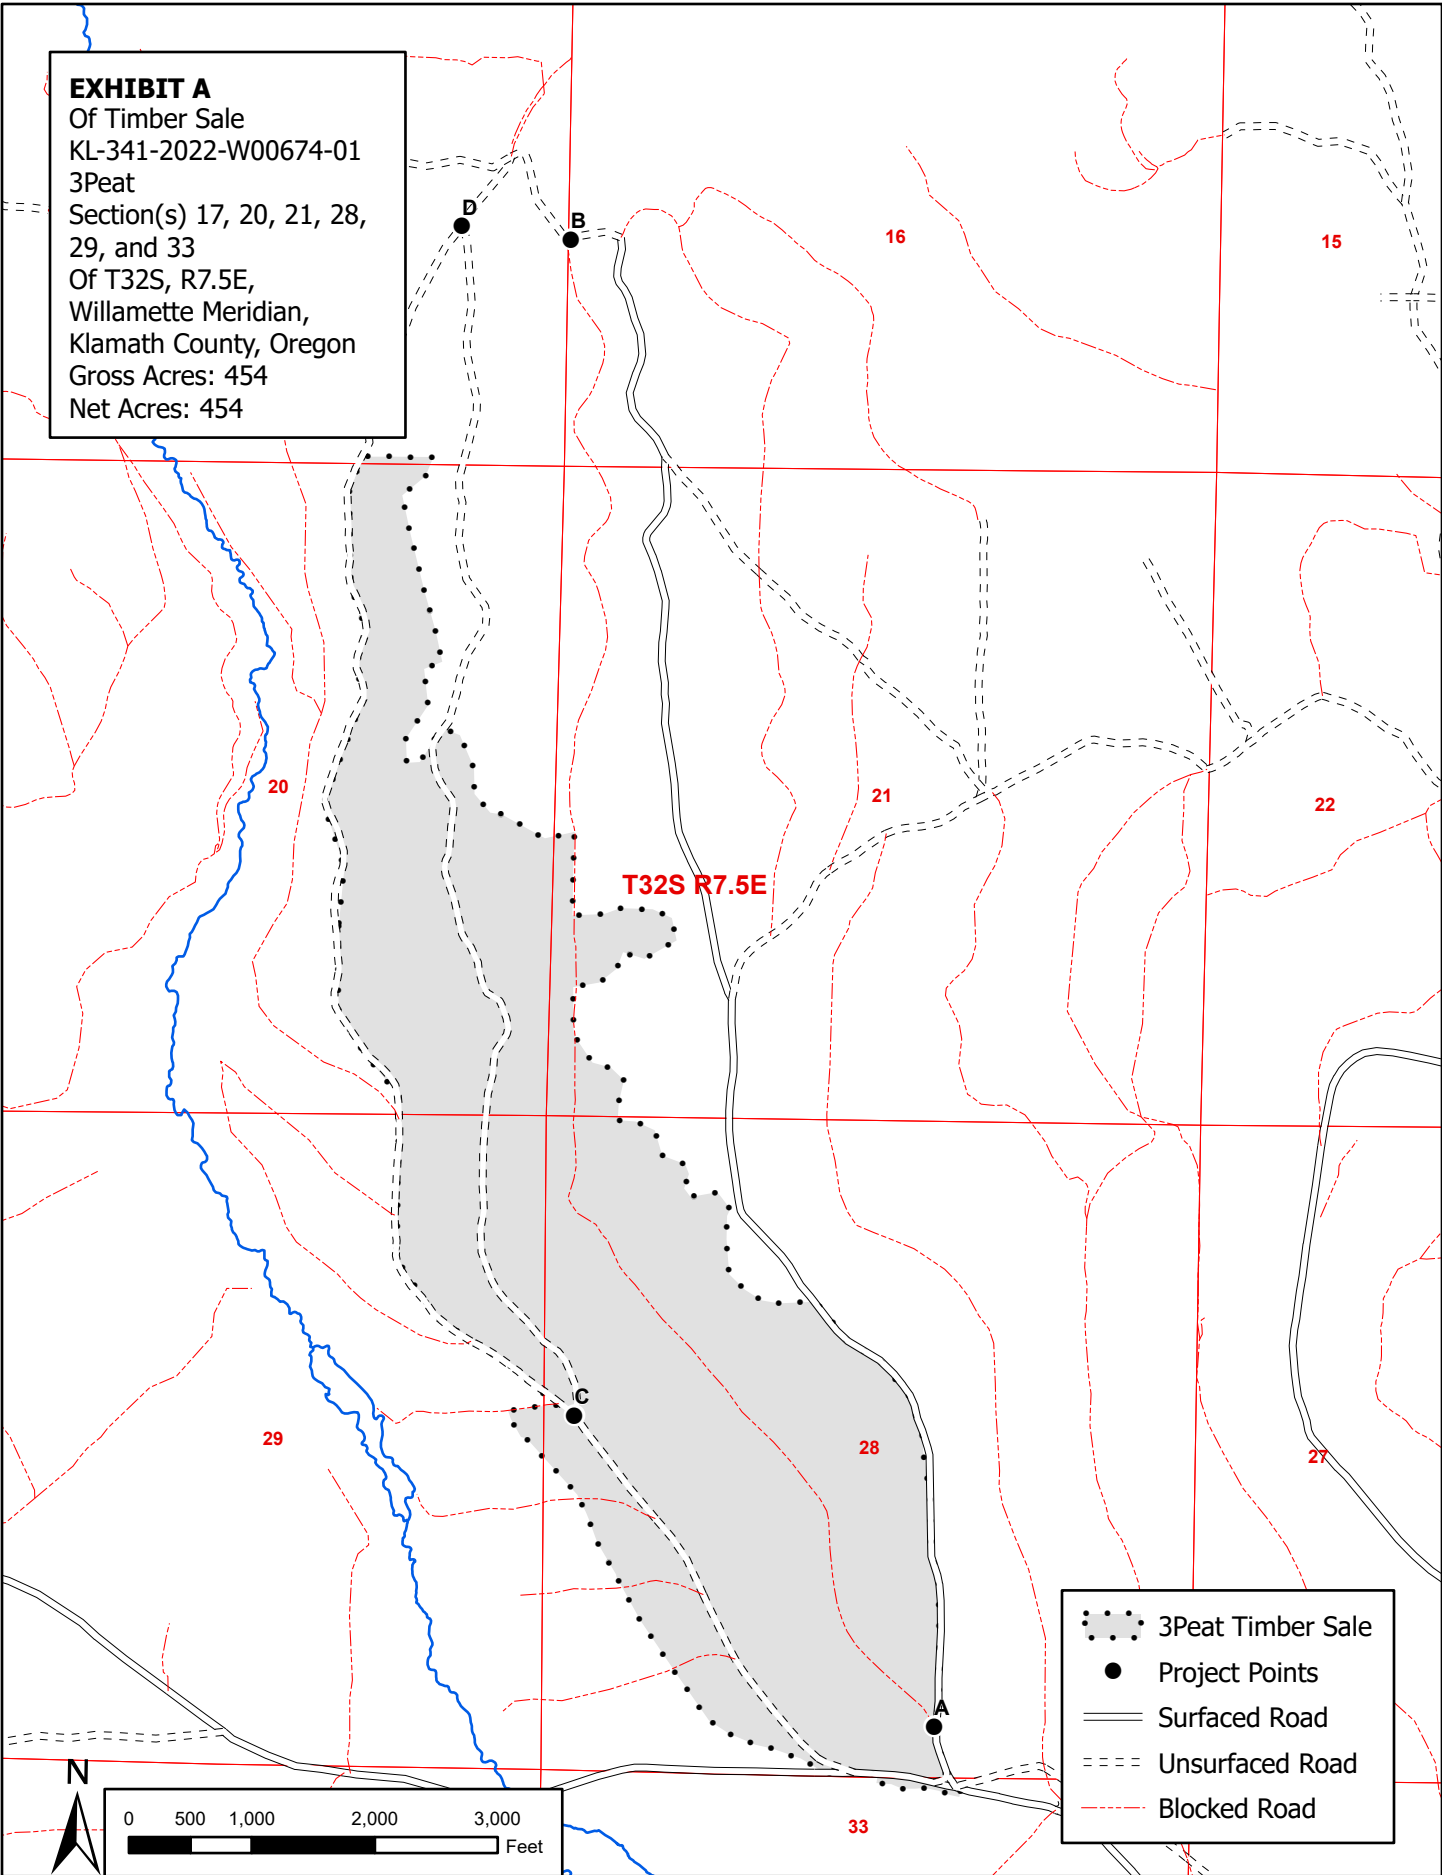 EXHIBIT A
Of Timber Sale
KL-341-2022-W00674-01
3Peat
Section(s) 17, 20, 21, 28,
29, and 33
Of T32S, R7.5E,
Willamette Meridian,
Klamath County, Oregon
Gross Acres: 454
Net Acres: 454
D
B
16
15
20
21
22
T32S R7.5E
C
29
28
27
A
33
3Peat Timber Sale
Project Points
Surfaced Road
Unsurfaced Road
Blocked Road
N
0 500 1,000 2,000 3,000
Feet